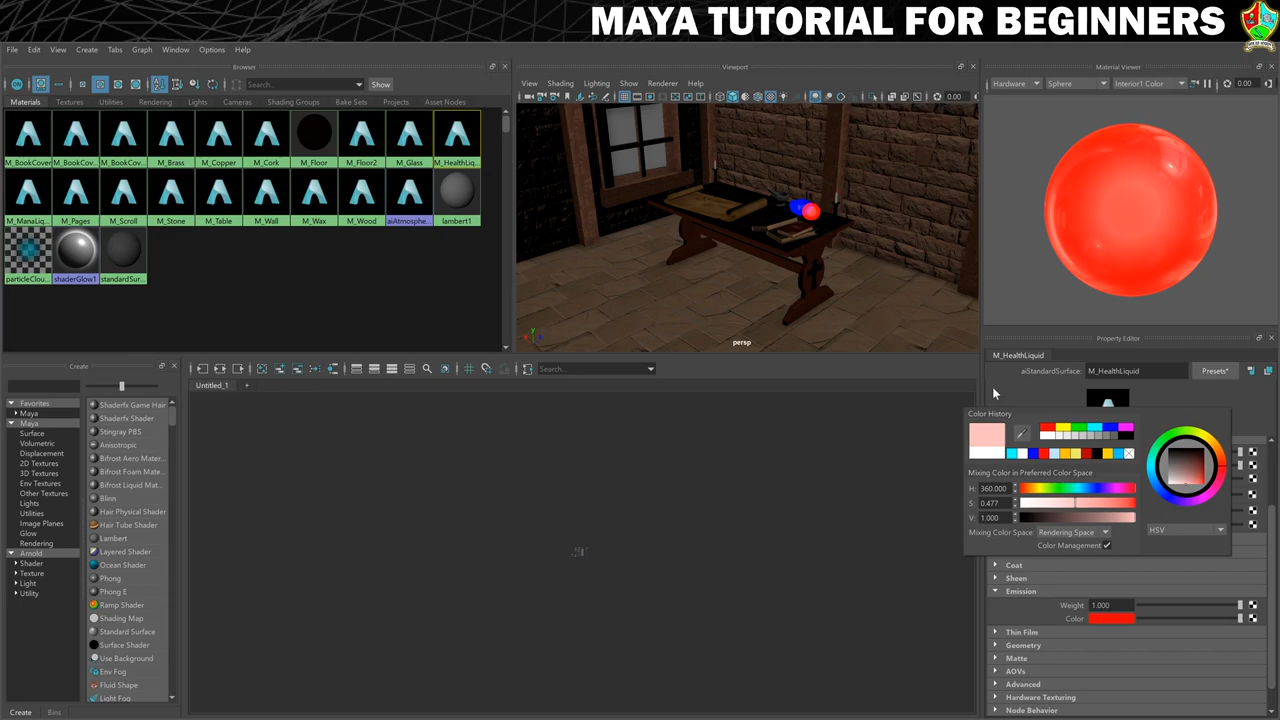 MAYA TUTORIAL FOR BEGINNERS
File Edit View Create Tabs Graph Window Options Help
Browser
Viewport
Material Viewer
ON Search... Show
View Shading Lighting Show Renderer Help
Hardware Sphere Interior1 Color 0.00
0.00
Materials Textures Utilities Rendering Lights Cameras Shading Groups Bake Sets Projects Asset Nodes
M_BookCover M_BookCov... M_BookCov... M_Brass M_Copper M_Cork M_Floor M_Floor2 M_Glass M_HealthLiq...
M_ManaLiq... M_Pages M_Scroll M_Stone M_Table M_Wall M_Wax M_Wood aiAtmosphe... lambert1
particleClou... shaderGlow1 standardSur...
persp
Property Editor
M_HealthLiquid
aiStandardSurface: M_HealthLiquid Presets*
Create
Search...
Untitled_1 +
Favorites
Maya
Maya
Surface
Volumetric
Displacement
2D Textures
3D Textures
Env Textures
Other Textures
Lights
Utilities
Image Planes
Glow
Rendering
Arnold
Shader
Texture
Light
Utility
Shaderfx Game Hair
Shaderfx Shader
Stingray PBS
Anisotropic
Bifrost Aero Mater...
Bifrost Foam Mate...
Bifrost Liquid Mat...
Blinn
Hair Physical Shader
Hair Tube Shader
Lambert
Layered Shader
Ocean Shader
Phong
Phong E
Ramp Shader
Shading Map
Standard Surface
Surface Shader
Use Background
Env Fog
Fluid Shape
Light Fog
Color History
Mixing Color in Preferred Color Space
H: 360.000
S: 0.477
V: 1.000
HSV
Mixing Color Space: Rendering Space
Color Management
Coat
Sheen
Emission
Weight 1.000
Color
Thin Film
Geometry
Matte
AOVs
Advanced
Hardware Texturing
Node Behavior
Create Bins